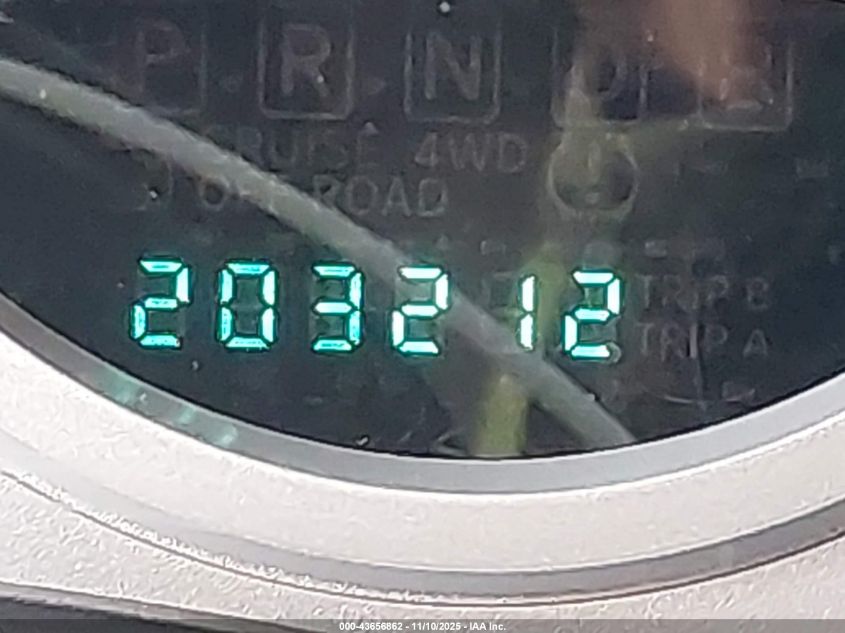 P R N D
CRUISE 4WD
OFF ROAD
203212
TRIP B
TRIP A
000-43656862 - 11/10/2025 - IAA Inc.